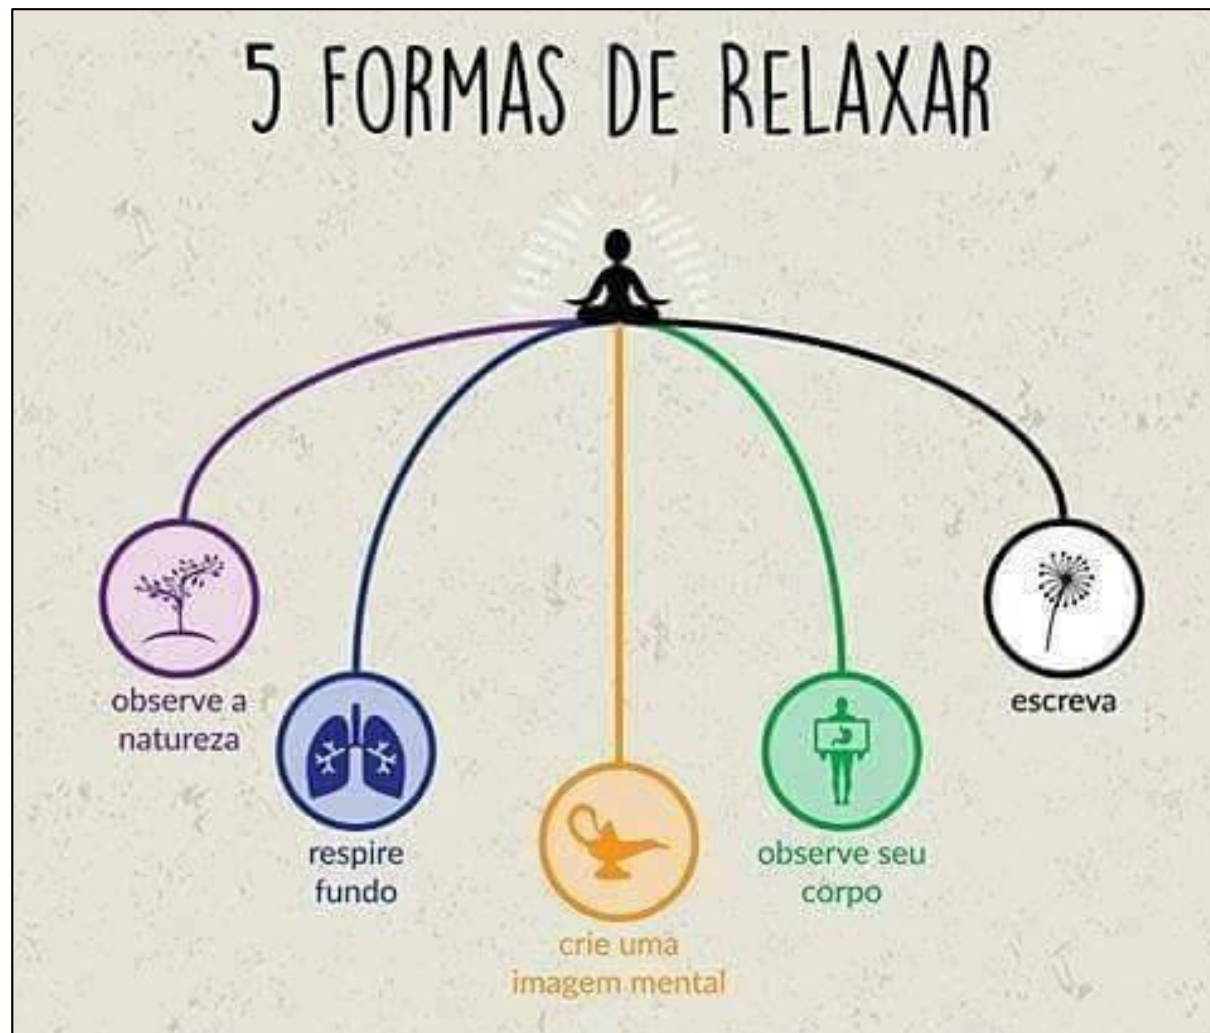 5 FORMAS DE RELAXAR
observe a
natureza
respire
fundo
crie uma
imagem mental
observe seu
corpo
escreva